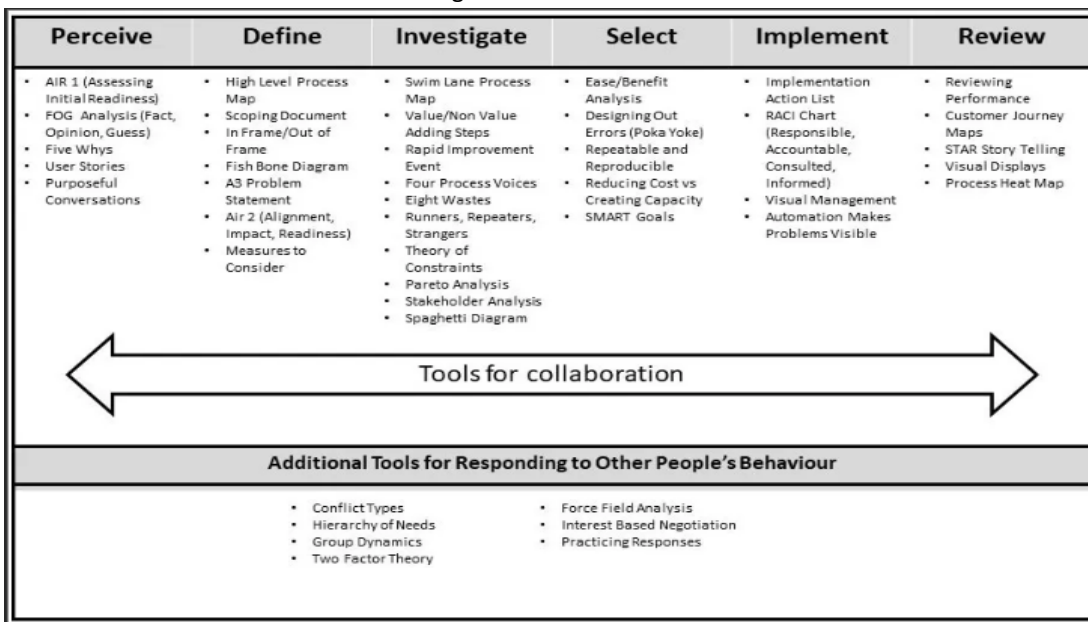 Perceive
Define
Investigate
Select
Implement
Review
• AIR 1 (Assessing
Initial Readiness)
• FOG Analysis (Fact,
Opinion, Guess)
• Five Whys
• User Stories
• Purposeful
Conversations
• High Level Process
Map
• Scoping Document
• In Frame/Out of
Frame
• Fish Bone Diagram
• A3 Problem
Statement
• Air 2 (Alignment,
Impact, Readiness)
• Measures to
Consider
• Swim Lane Process
Map
• Value/Non Value
Adding Steps
• Rapid Improvement
Event
• Four Process Voices
• Eight Wastes
• Runners, Repeaters,
Strangers
• Theory of
Constraints
• Pareto Analysis
• Stakeholder Analysis
• Spaghetti Diagram
• Ease/Benefit
Analysis
• Designing Out
Errors (Poka Yoke)
• Repeatable and
Reproducible
• Reducing Cost vs
Creating Capacity
• SMART Goals
• Implementation
Action List
• RACI Chart
(Responsible,
Accountable,
Consulted,
Informed)
• Visual Management
• Automation Makes
Problems Visible
• Reviewing
Performance
• Customer Journey
Maps
• STAR Story Telling
• Visual Displays
• Process Heat Map
Tools for collaboration
Additional Tools for Responding to Other People's Behaviour
• Conflict Types
• Hierarchy of Needs
• Group Dynamics
• Two Factor Theory
• Force Field Analysis
• Interest Based Negotiation
• Practicing Responses